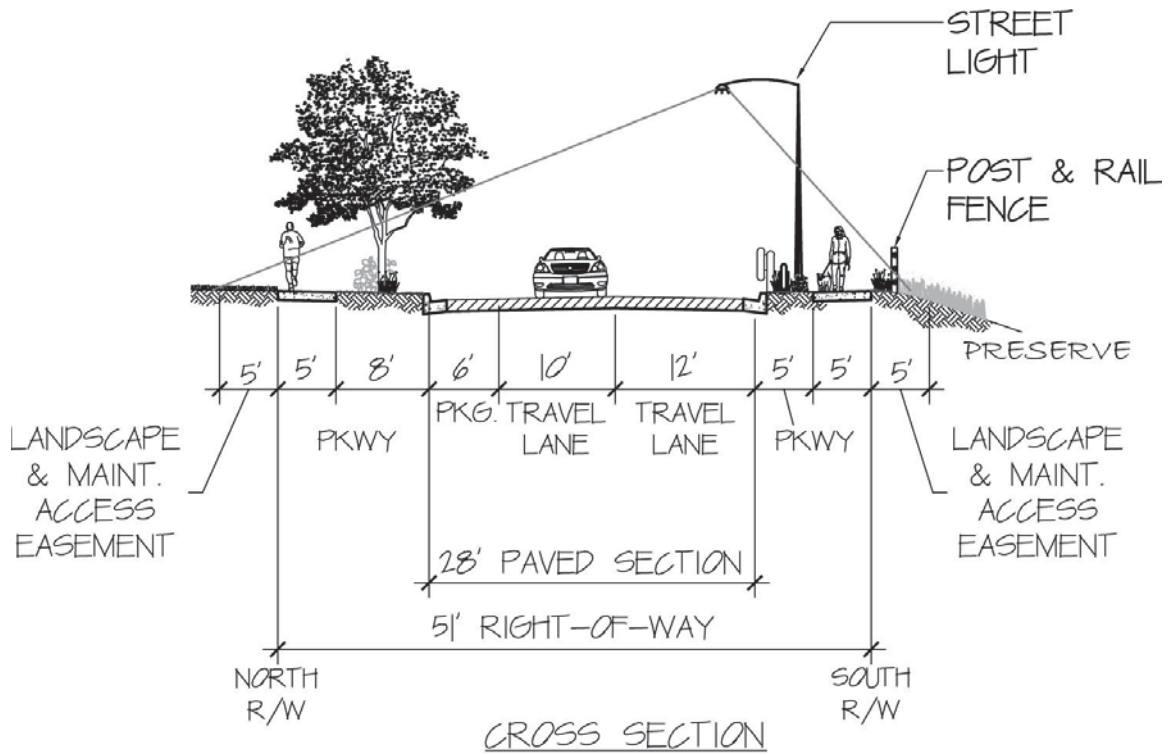 STREET
LIGHT
POST & RAIL
FENCE
PRESERVE
5' 5' 8' 6' 10' 12' 5' 5' 5'
PKWY
PKG.
TRAVEL
LANE
TRAVEL
LANE
PKWY
LANDSCAPE
& MAINT.
ACCESS
EASEMENT
LANDSCAPE
& MAINT.
ACCESS
EASEMENT
28' PAVED SECTION
51' RIGHT-OF-WAY
NORTH
R/W
SOUTH
R/W
CROSS SECTION